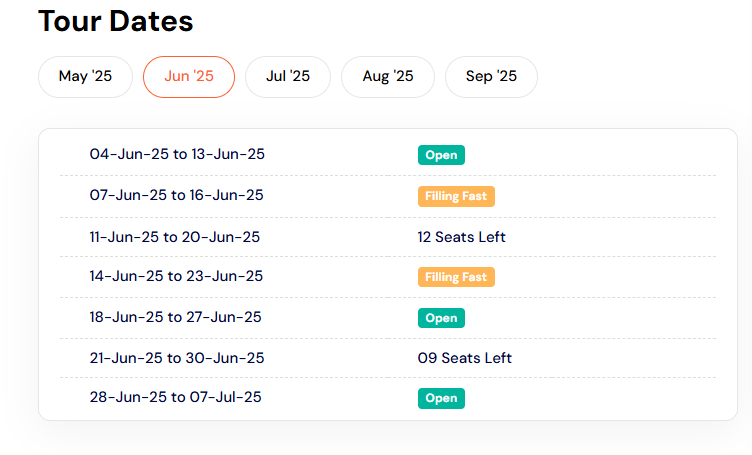 Tour Dates
May '25 Jun '25 Jul '25 Aug '25 Sep '25
04-Jun-25 to 13-Jun-25 Open
07-Jun-25 to 16-Jun-25 Filling Fast
11-Jun-25 to 20-Jun-25 12 Seats Left
14-Jun-25 to 23-Jun-25 Filling Fast
18-Jun-25 to 27-Jun-25 Open
21-Jun-25 to 30-Jun-25 09 Seats Left
28-Jun-25 to 07-Jul-25 Open